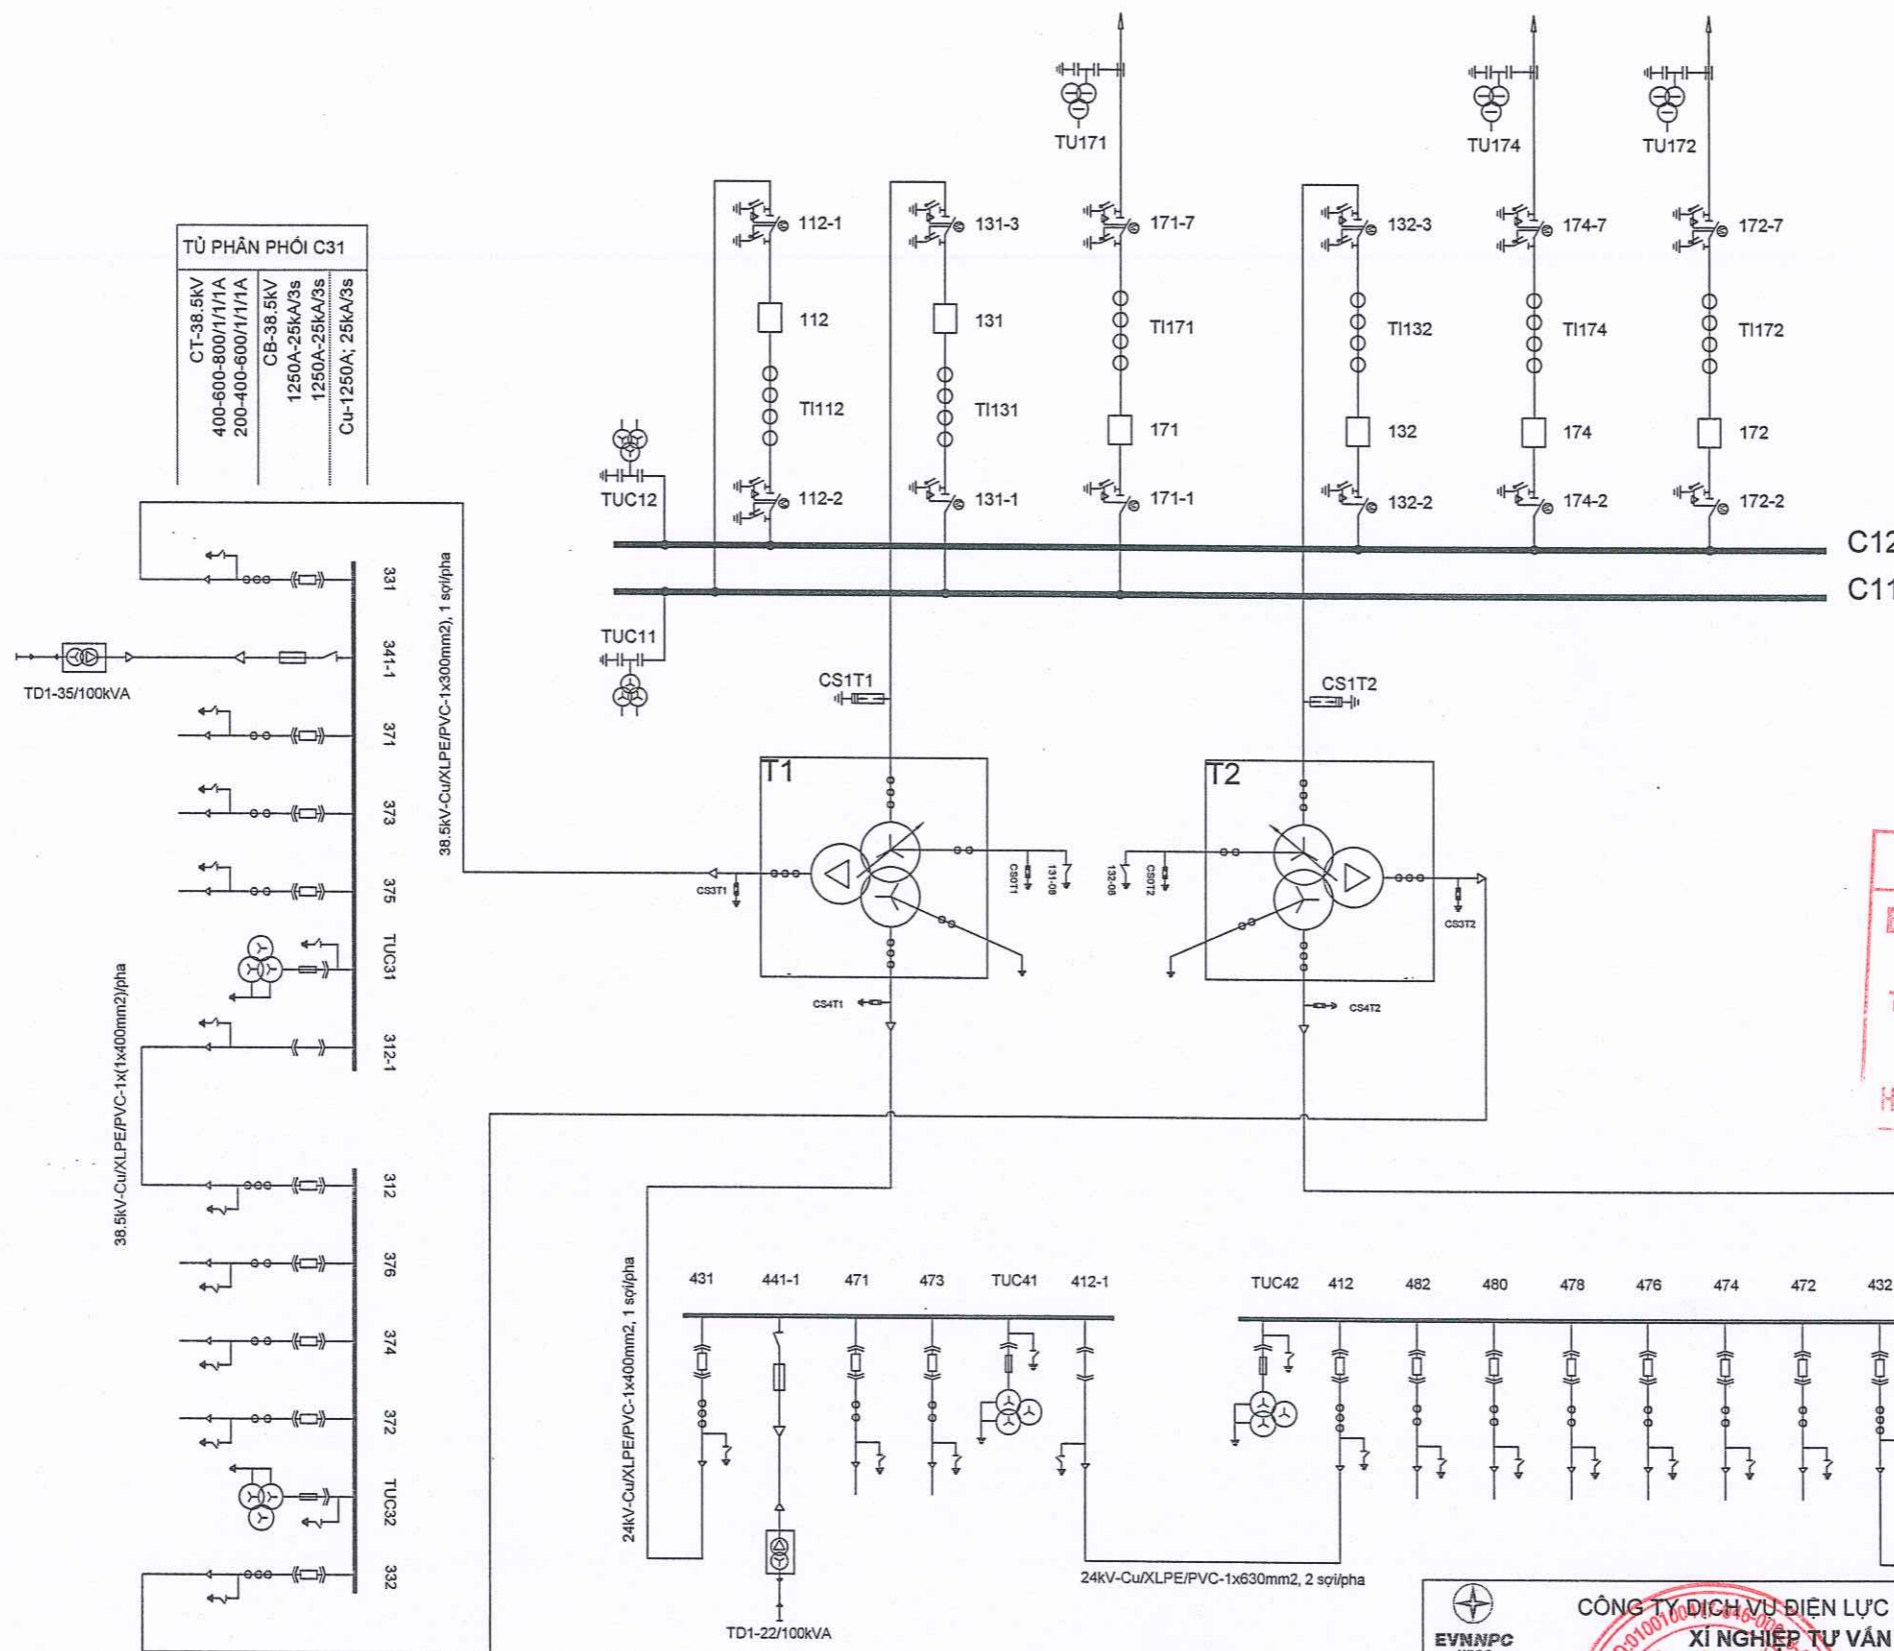 TU171
TU174
TU172
112-1
131-3
171-7
132-3
174-7
172-7
TỦ PHÂN PHỐI C31
CT-38.5kV
400-600-800/1/1/1A
200-400-600/1/1/1A
CB-38.5kV
1250A-25kA/3s
1250A-25kA/3s
Cu-1250A; 25kA/3s
112
131
TI171
TI132
TI174
TI172
TI112
TI131
171
132
174
172
TUC12
112-2
131-1
171-1
132-2
174-2
172-2
C12
C11
TUC11
331
341-1
371
373
375
TUC31
312-1
38.5kV-Cu/XLPE/PVC-1x300mm2), 1 sợi/pha
TD1-35/100kVA
CS1T1
CS1T2
T1
T2
CS3T1
CS0T1
131-08
132-08
CS0T2
CS3T2
CS4T1
CS4T2
38.5kV-Cu/XLPE/PVC-1x(1x400mm2)/pha
312
376
374
372
TUC32
332
24kV-Cu/XLPE/PVC-1x400mm2, 1 sợi/pha
431
441-1
471
473
TUC41
412-1
TUC42
412
482
480
478
476
474
472
432
24kV-Cu/XLPE/PVC-1x630mm2, 2 sợi/pha
TD1-22/100kVA
EVNNPC
CÔNG TY DỊCH VỤ ĐIỆN LỰC
XÍ NGHIỆP TƯ VẤN